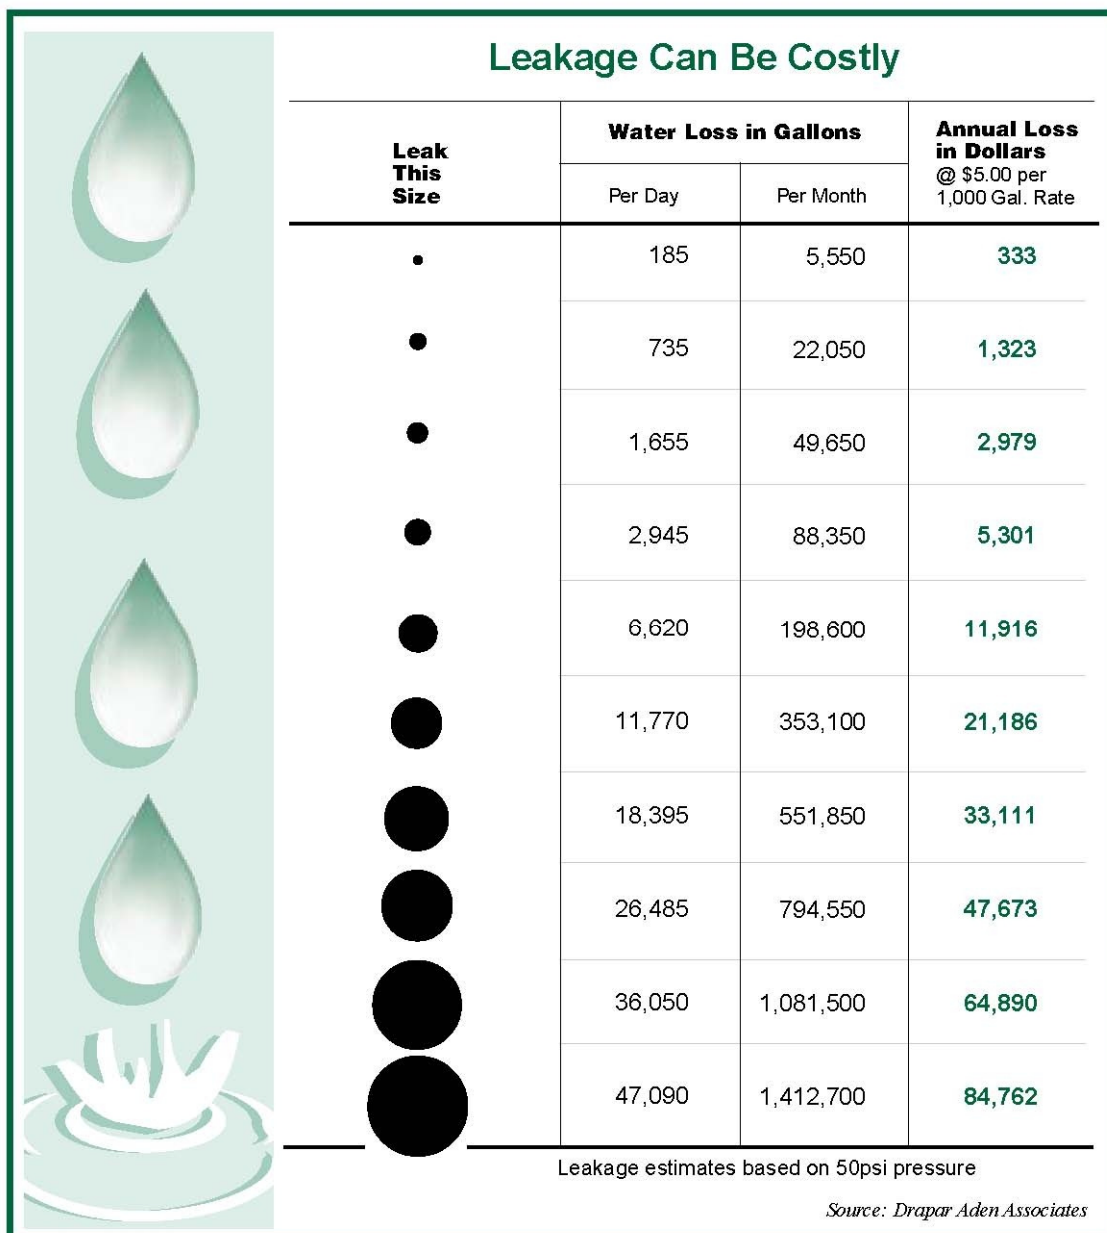 Leakage Can Be Costly
Leak
This
Size
Water Loss in Gallons
Per Day
Per Month
Annual Loss
in Dollars
@ $5.00 per
1,000 Gal. Rate
185 5,550 333
735 22,050 1,323
1,655 49,650 2,979
2,945 88,350 5,301
6,620 198,600 11,916
11,770 353,100 21,186
18,395 551,850 33,111
26,485 794,550 47,673
36,050 1,081,500 64,890
47,090 1,412,700 84,762
Leakage estimates based on 50psi pressure
Source: Drapar Aden Associates